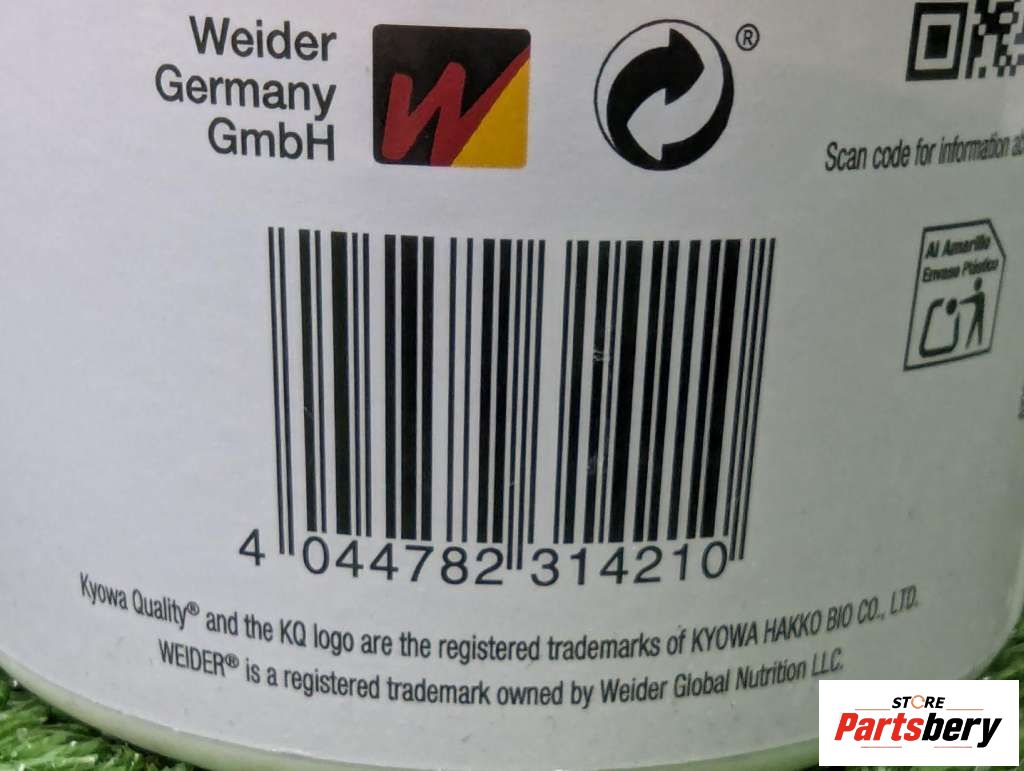 Weider
Germany
GmbH
W
®
Scan code for information
Al Amarillo
Envase Plástico
4 044782 314210
Kyowa Quality® and the KQ logo are the registered trademarks of KYOWA HAKKO BIO CO., LTD.
WEIDER® is a registered trademark owned by Weider Global Nutrition LLC.
STORE
Partsbery